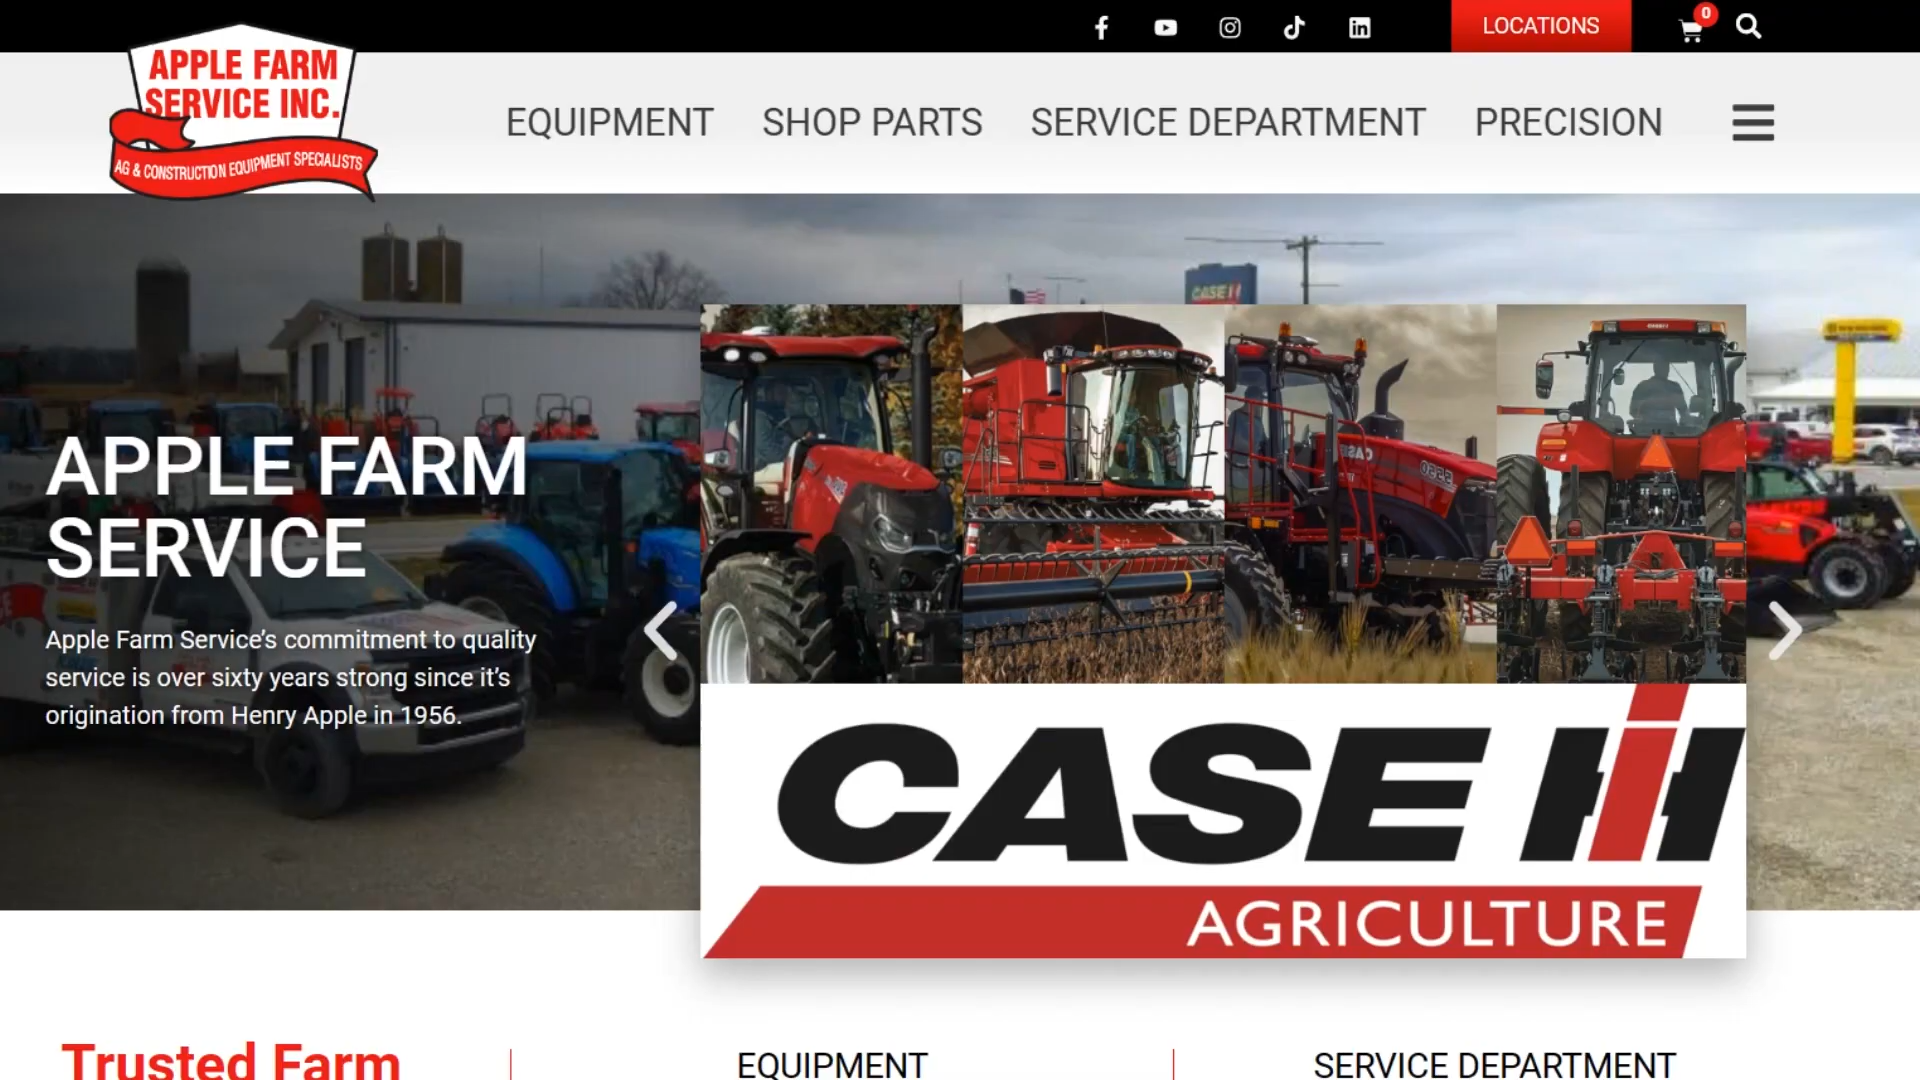 LOCATIONS
0
APPLE FARM
SERVICE INC.
AG & CONSTRUCTION EQUIPMENT SPECIALISTS
EQUIPMENT
SHOP PARTS
SERVICE DEPARTMENT
PRECISION
CASE IH
APPLE FARM
SERVICE
Apple Farm Service’s commitment to quality
service is over sixty years strong since it’s
origination from Henry Apple in 1956.
CASE IH
AGRICULTURE
Trusted Farm
EQUIPMENT
SERVICE DEPARTMENT